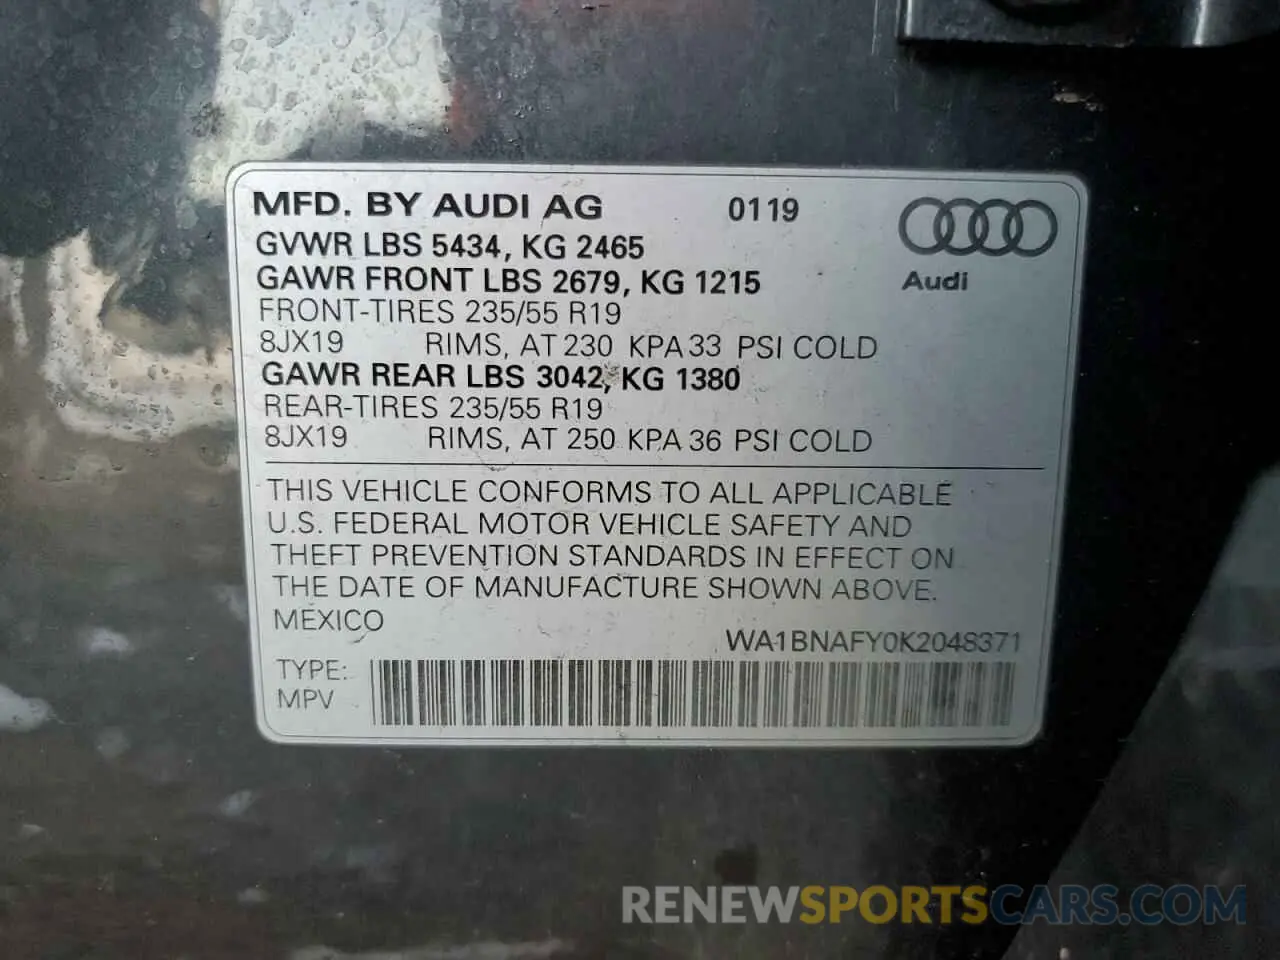 MFD. BY AUDI AG 0119
GVWR LBS 5434, KG 2465
GAWR FRONT LBS 2679, KG 1215
Audi
FRONT-TIRES 235/55 R19
8JX19 RIMS, AT 230 KPA 33 PSI COLD
GAWR REAR LBS 3042, KG 1380
REAR-TIRES 235/55 R19
8JX19 RIMS, AT 250 KPA 36 PSI COLD
THIS VEHICLE CONFORMS TO ALL APPLICABLE
U.S. FEDERAL MOTOR VEHICLE SAFETY AND
THEFT PREVENTION STANDARDS IN EFFECT ON
THE DATE OF MANUFACTURE SHOWN ABOVE.
MEXICO
WA1BNAFY0K2048371
TYPE:
MPV
RENEWSPORTSCARS.COM